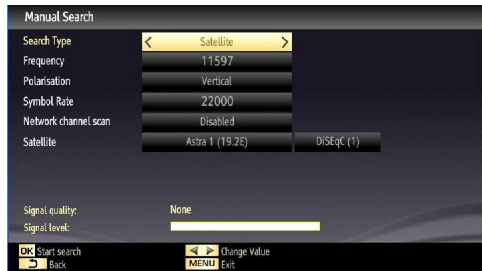 Manual Search
Search Type < Satellite >
Frequency 11597
Polarisation Vertical
Symbol Rate 22000
Network channel scan Disabled
Satellite Astra 1 (19.2E) DiSEqC (1)
Signal quality: None
Signal level:
OK Start search Change Value
Back MENU Exit